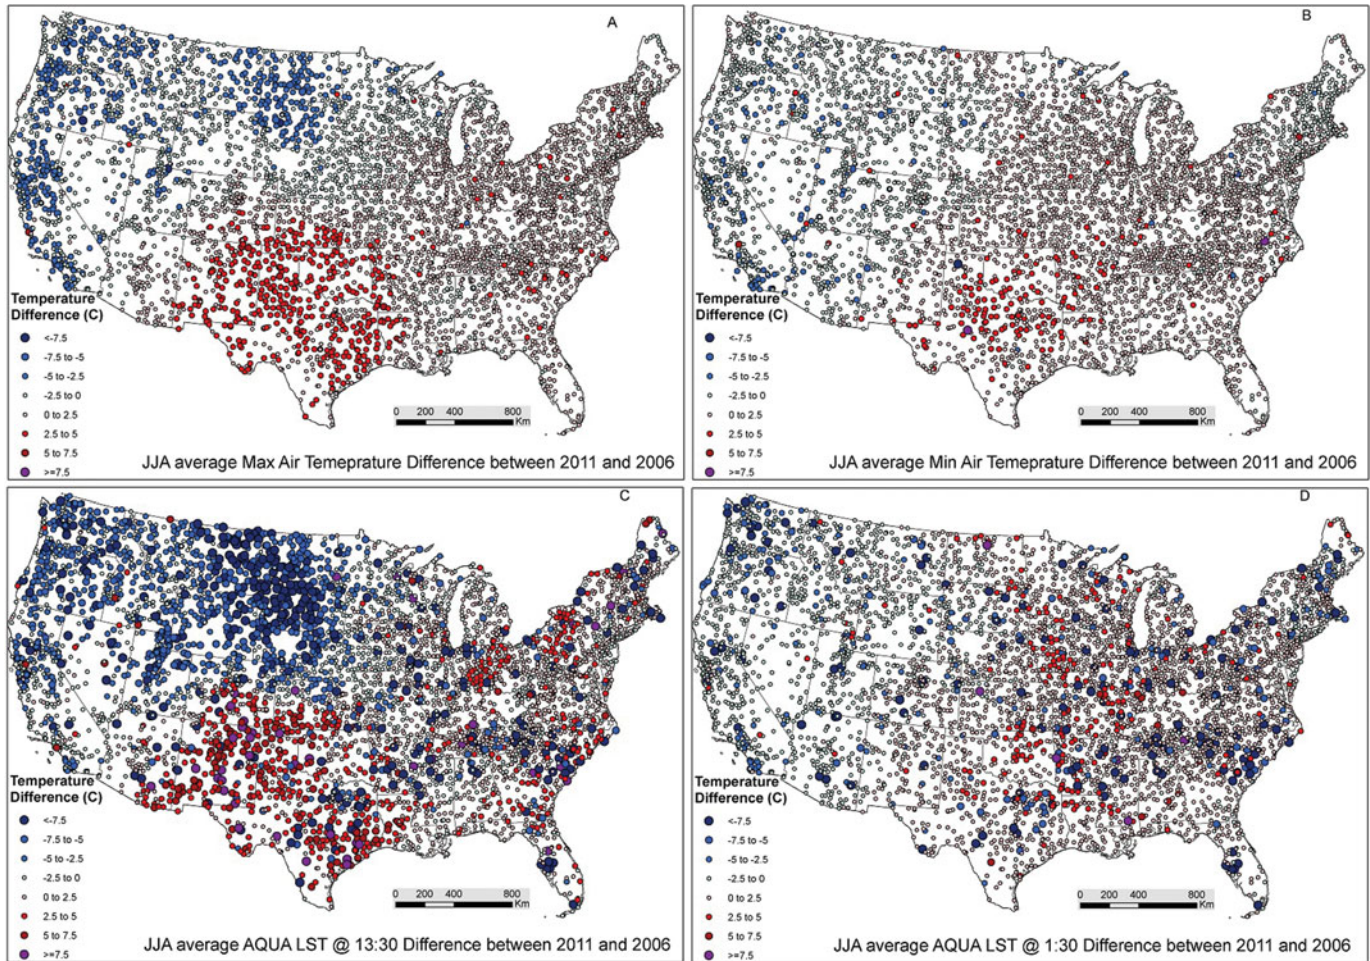 A
Temperature
Difference (C)
<-7.5
-7.5 to -5
-5 to -2.5
-2.5 to 0
0 to 2.5
2.5 to 5
5 to 7.5
>=7.5
0 200 400 800
Km
JJA average Max Air Temeprature Difference between 2011 and 2006
B
Temperature
Difference (C)
<-7.5
-7.5 to -5
-5 to -2.5
-2.5 to 0
0 to 2.5
2.5 to 5
5 to 7.5
>=7.5
0 200 400 800
Km
JJA average Min Air Temeprature Difference between 2011 and 2006
C
Temperature
Difference (C)
<-7.5
-7.5 to -5
-5 to -2.5
-2.5 to 0
0 to 2.5
2.5 to 5
5 to 7.5
>=7.5
0 200 400 800
Km
JJA average AQUA LST @ 13:30 Difference between 2011 and 2006
D
Temperature
Difference (C)
<-7.5
-7.5 to -5
-5 to -2.5
-2.5 to 0
0 to 2.5
2.5 to 5
5 to 7.5
>=7.5
0 200 400 800
Km
JJA average AQUA LST @ 1:30 Difference between 2011 and 2006